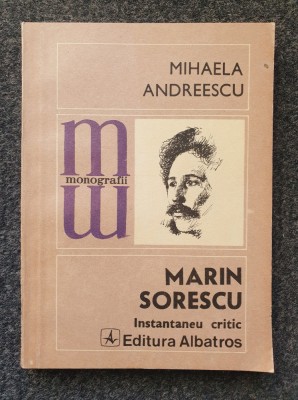 MIHAELA
ANDREESCU
m
monografii
m
MARIN
SORESCU
Instantaneu critic
A Editura Albatros